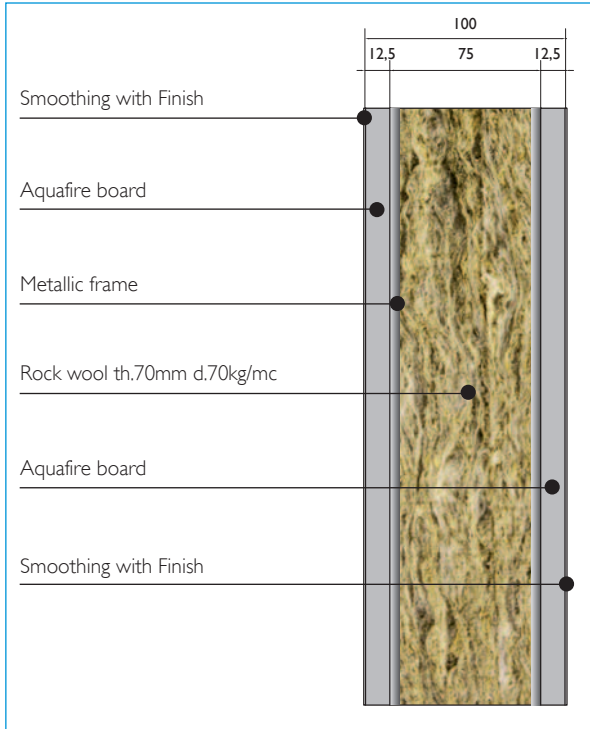 100
12,5 75 12,5
Smoothing with Finish
Aquafire board
Metallic frame
Rock wool th.70mm d.70kg/mc
Aquafire board
Smoothing with Finish